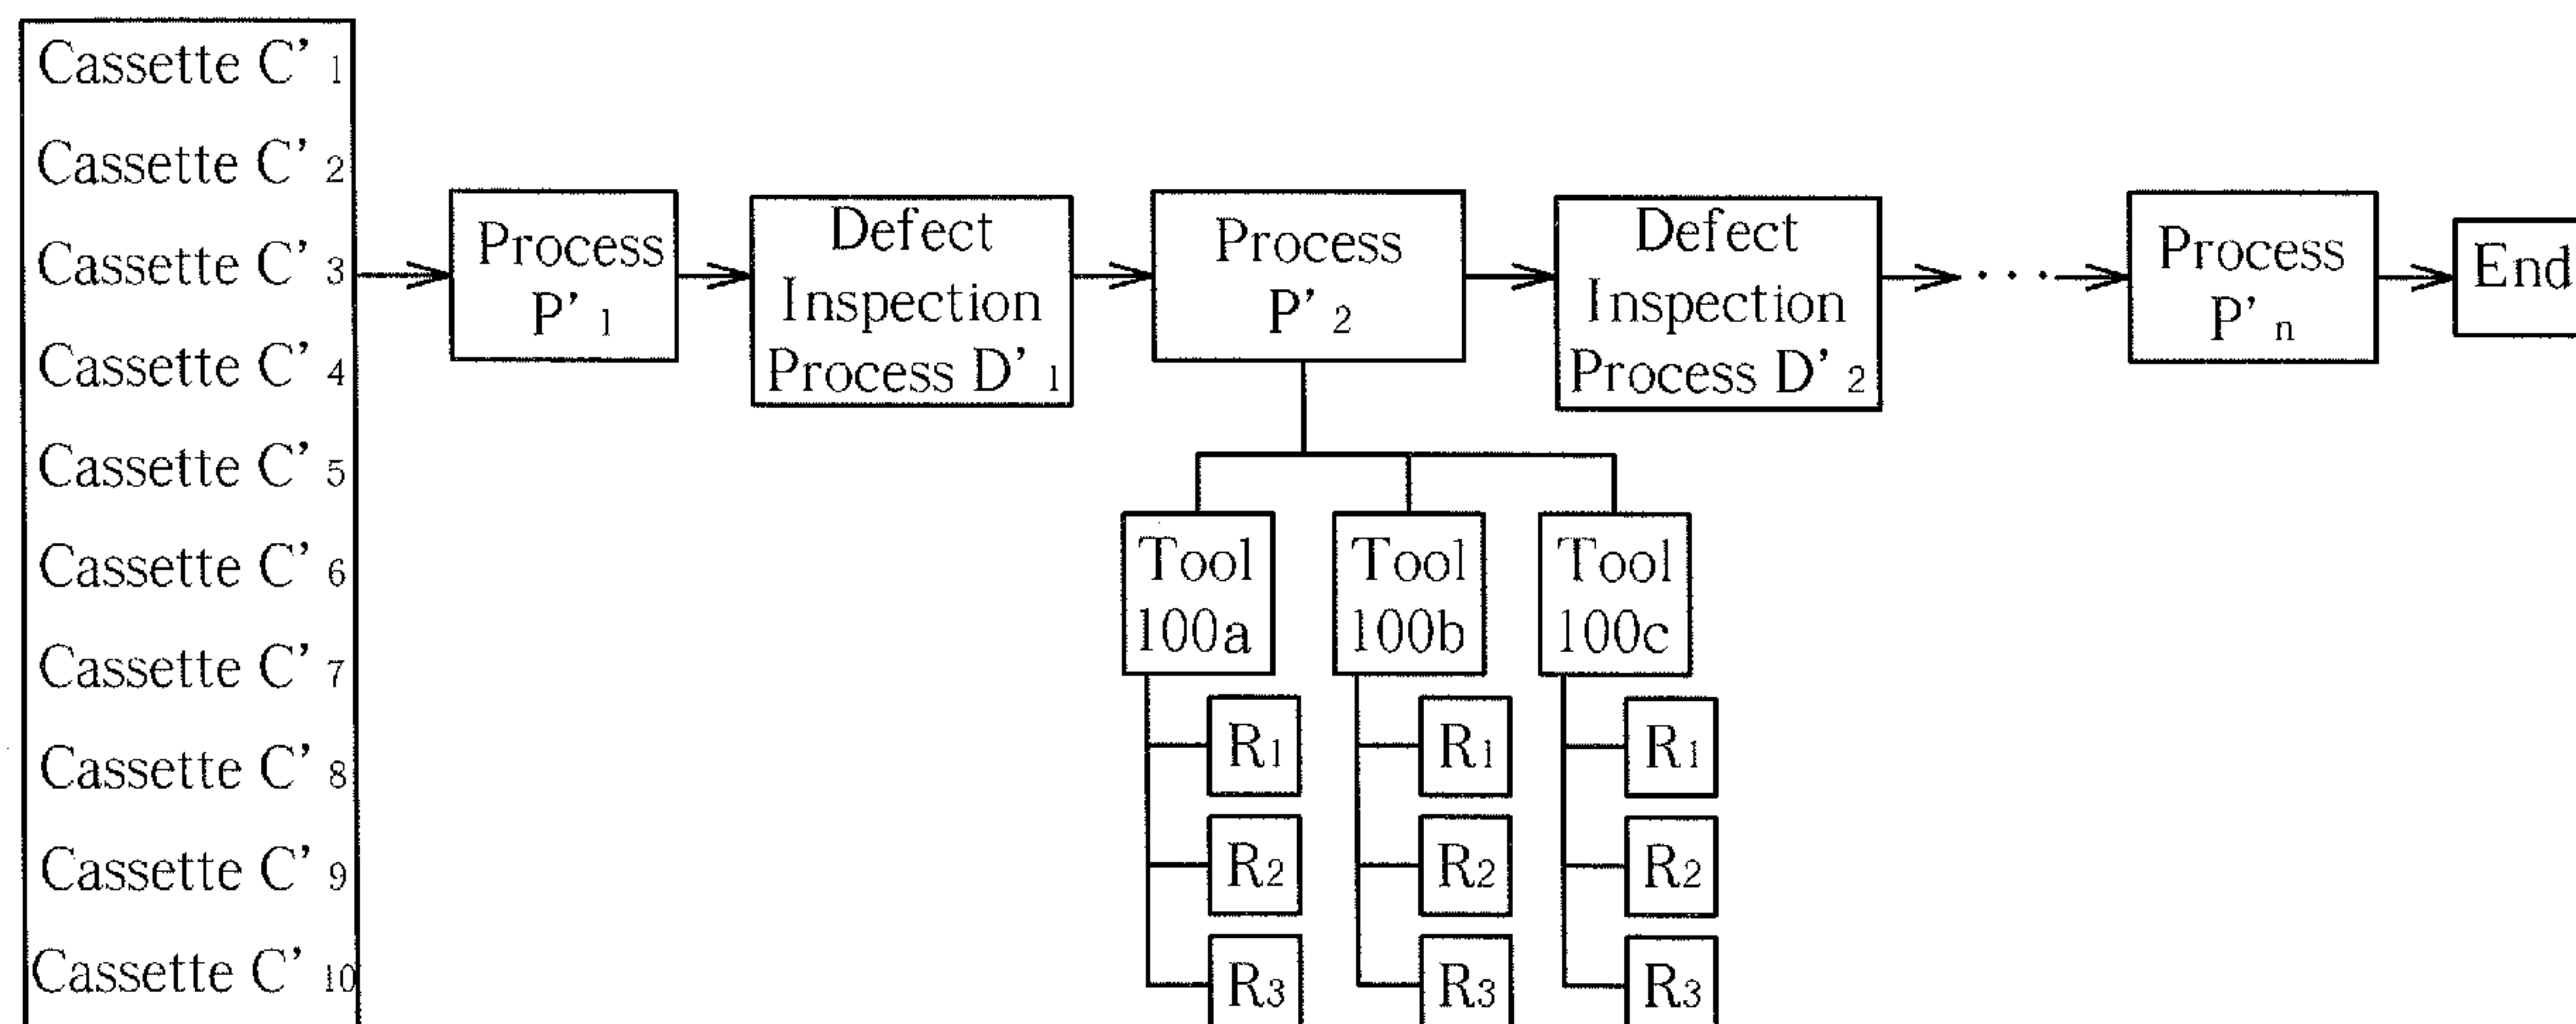 Cassette C' 1
Cassette C' 2
Cassette C' 3
Cassette C' 4
Cassette C' 5
Cassette C' 6
Cassette C' 7
Cassette C' 8
Cassette C' 9
Cassette C' 10
Process
P' 1
Defect
Inspection
Process D' 1
Process
P' 2
Defect
Inspection
Process D' 2
...
Process
P' n
End
Tool
100a
R1
R2
R3
Tool
100b
R1
R2
R3
Tool
100c
R1
R2
R3